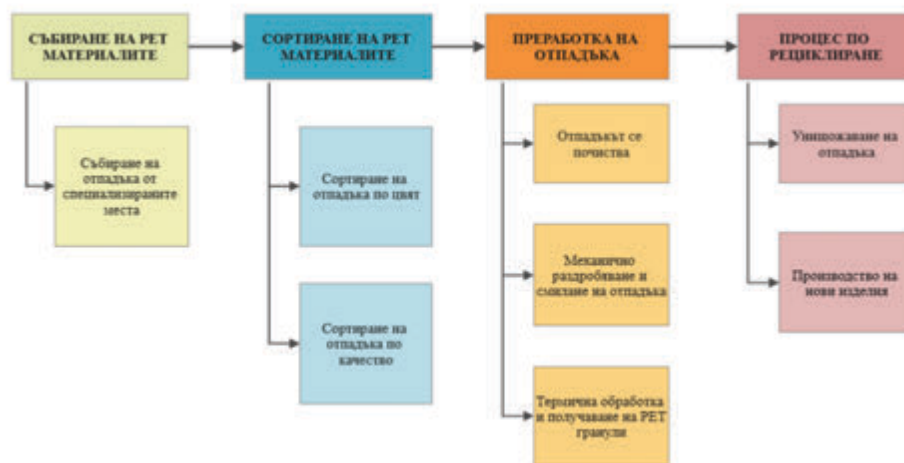 СЪБИРАНЕ НА PET
МАТЕРИАЛИТЕ
Събиране на
отпадъка от
специализираните
места
СОРТИРАНЕ НА PET
МАТЕРИАЛИТЕ
Сортиране на
отпадъка по цвят
Сортиране на
отпадъка по
качество
ПРЕРАБОТКА НА
ОТПАДЪКА
Отпадъкът се
почиства
Механично
раздробяване и
смилане на отпадъка
Термична обработка
и получаване на PET
гранули
ПРОЦЕС ПО
РЕЦИКЛИРАНЕ
Унищожаване на
отпадъка
Производство на
нови изделия